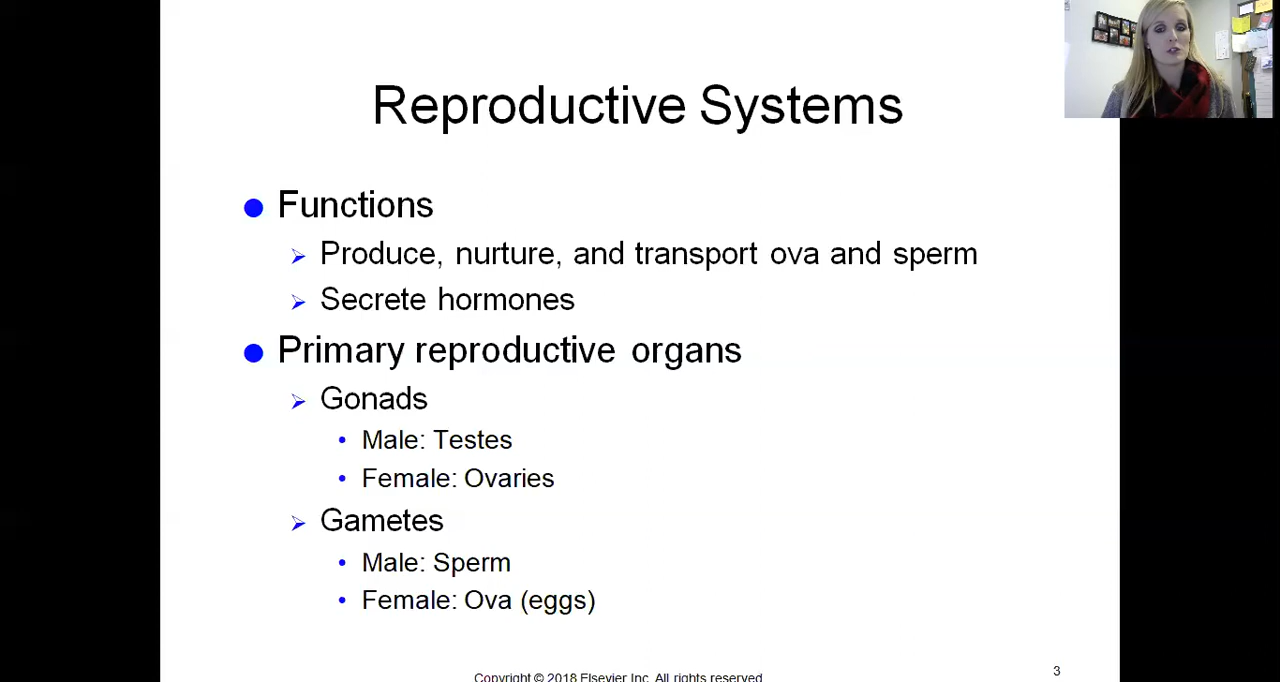 Reproductive Systems
Functions
Produce, nurture, and transport ova and sperm
Secrete hormones
Primary reproductive organs
Gonads
Male: Testes
Female: Ovaries
Gametes
Male: Sperm
Female: Ova (eggs)
Copyright © 2018 Elsevier Inc. All rights reserved
3